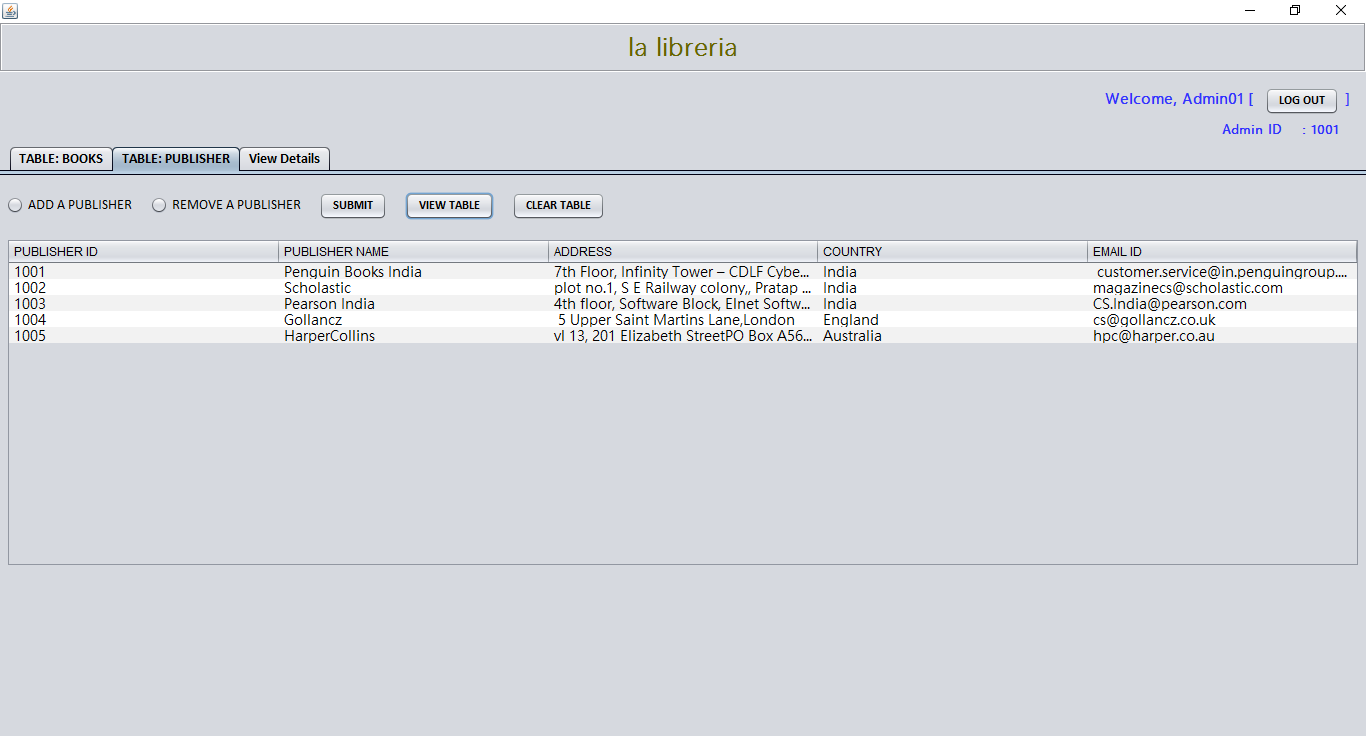 la libreria
Welcome, Admin01 [ LOG OUT ]
Admin ID : 1001
TABLE: BOOKS TABLE: PUBLISHER View Details
ADD A PUBLISHER REMOVE A PUBLISHER SUBMIT VIEW TABLE CLEAR TABLE
PUBLISHER ID PUBLISHER NAME ADDRESS COUNTRY EMAIL ID
1001 Penguin Books India 7th Floor, Infinity Tower – CDLF Cybe... India customer.service@in.penguingroup....
1002 Scholastic plot no.1, S E Railway colony,, Pratap ... India magazinecs@scholastic.com
1003 Pearson India 4th floor, Software Block, Elnet Softw... India CS.India@pearson.com
1004 Gollancz 5 Upper Saint Martins Lane,London England cs@gollancz.co.uk
1005 HarperCollins vl 13, 201 Elizabeth StreetPO Box A56... Australia hpc@harper.co.au